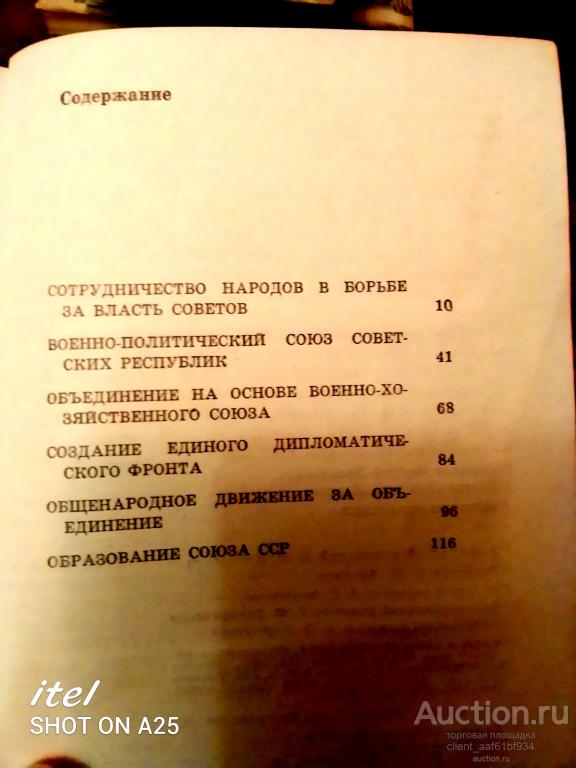 Содержание
СОТРУДНИЧЕСТВО НАРОДОВ В БОРЬБЕ
ЗА ВЛАСТЬ СОВЕТОВ 10
ВОЕННО-ПОЛИТИЧЕСКИЙ СОЮЗ СОВЕТ-
СКИХ РЕСПУБЛИК 41
ОБЪЕДИНЕНИЕ НА ОСНОВЕ ВОЕННО-ХО-
ЗЯЙСТВЕННОГО СОЮЗА 68
СОЗДАНИЕ ЕДИНОГО ДИПЛОМАТИЧЕ-
СКОГО ФРОНТА 84
ОБЩЕНАРОДНОЕ ДВИЖЕНИЕ ЗА ОБЪ-
ЕДИНЕНИЕ 96
ОБРАЗОВАНИЕ СОЮЗА ССР 116
itel
SHOT ON A25
Auction.ru
торговая площадка
client_aaf61bf934
auction.ru